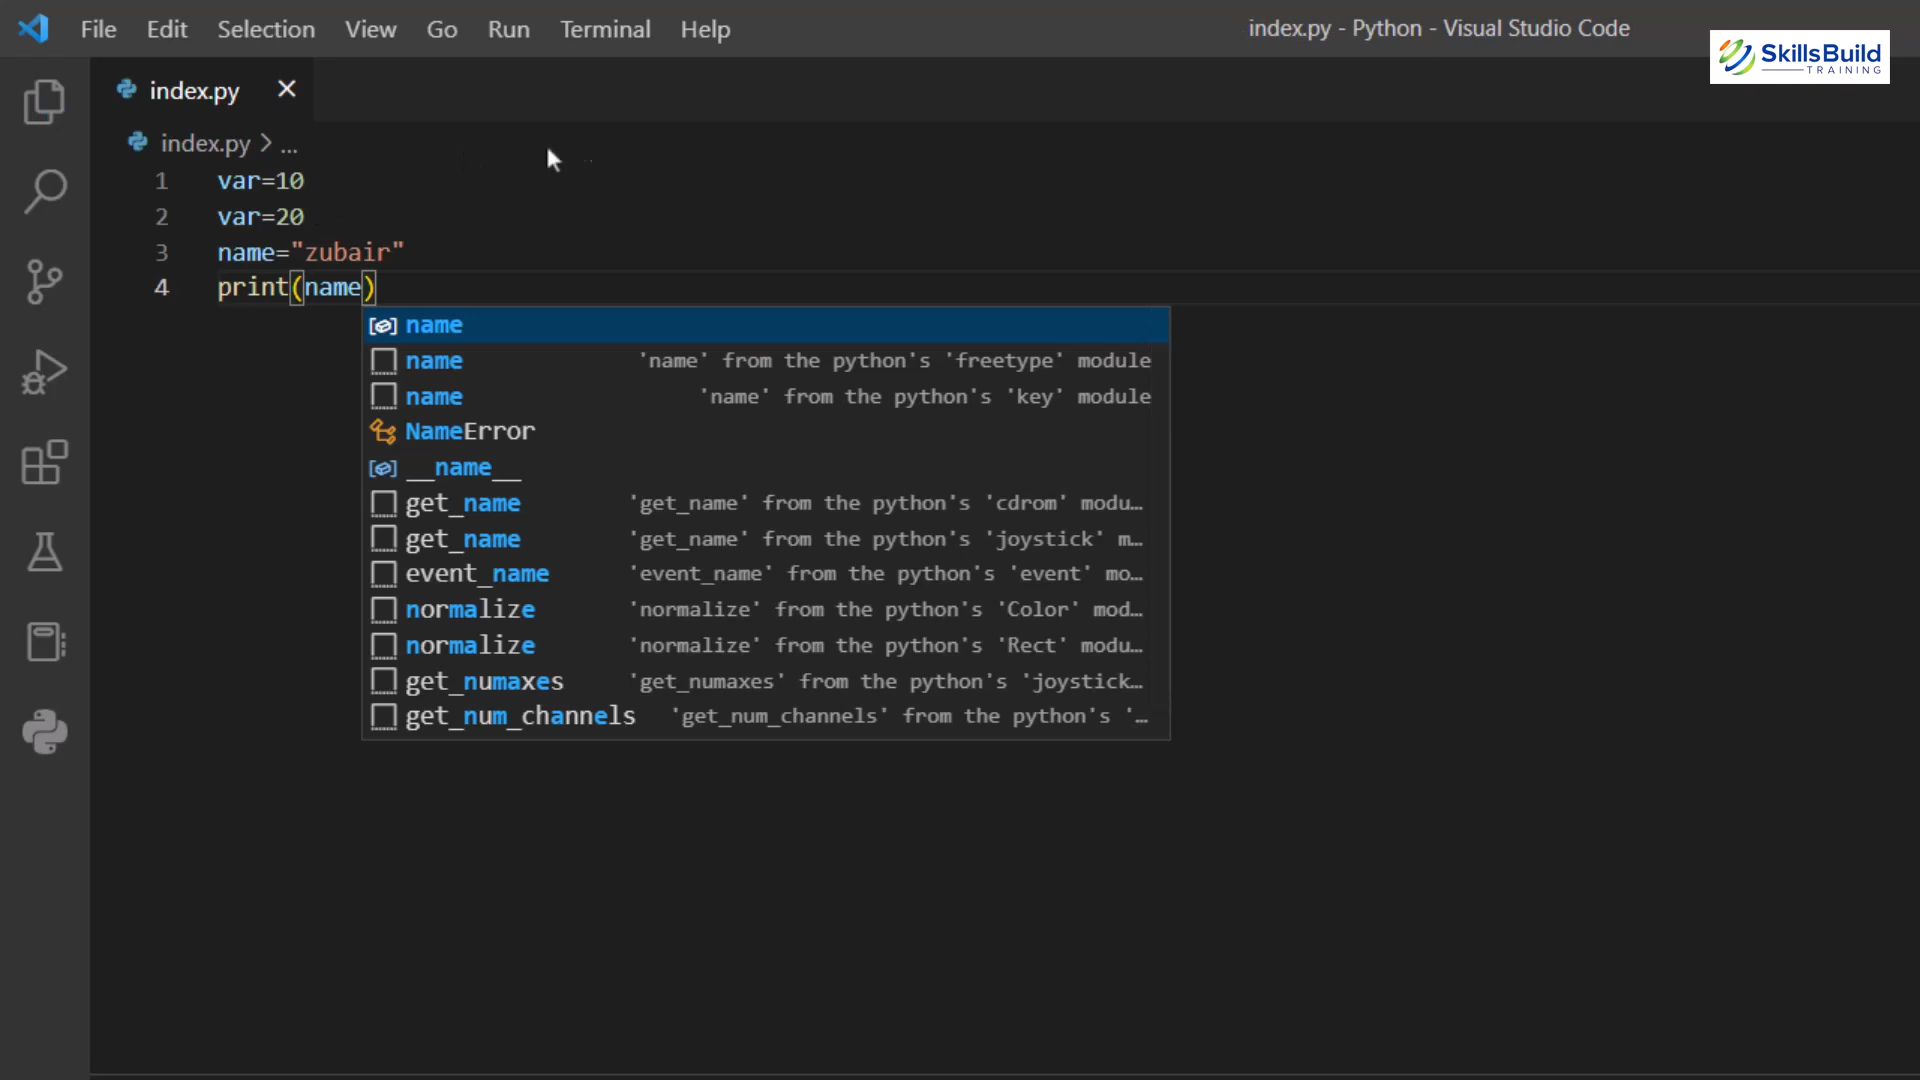 File Edit Selection View Go Run Terminal Help
index.py - Python - Visual Studio Code
SkillsBuild
TRAINING
index.py
index.py > ...
1 var=10
2 var=20
3 name="zubair"
4 print(name)
name
name 'name' from the python's 'freetype' module
name 'name' from the python's 'key' module
NameError
__name__
get_name 'get_name' from the python's 'cdrom' modu…
get_name 'get_name' from the python's 'joystick' m…
event_name 'event_name' from the python's 'event' mo…
normalize 'normalize' from the python's 'Color' mod…
normalize 'normalize' from the python's 'Rect' modu…
get_numaxes 'get_numaxes' from the python's 'joystick…
get_num_channels 'get_num_channels' from the python's '…